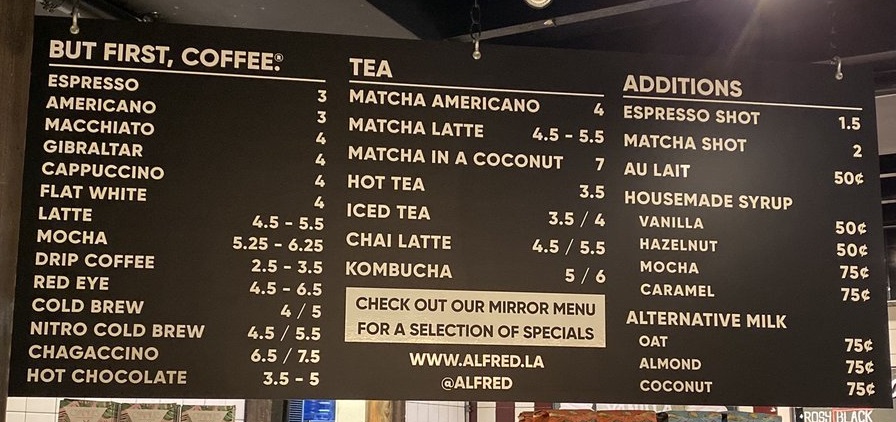 BUT FIRST, COFFEE®
ESPRESSO 3
AMERICANO 3
MACCHIATO 4
GIBRALTAR 4
CAPPUCCINO 4
FLAT WHITE 4
LATTE 4.5 - 5.5
MOCHA 5.25 - 6.25
DRIP COFFEE 2.5 - 3.5
RED EYE 4.5 - 6.5
COLD BREW 4 / 5
NITRO COLD BREW 4.5 / 5.5
CHAGACCINO 6.5 / 7.5
HOT CHOCOLATE 3.5 - 5
TEA
MATCHA AMERICANO 4
MATCHA LATTE 4.5 - 5.5
MATCHA IN A COCONUT 7
HOT TEA 3.5
ICED TEA 3.5 / 4
CHAI LATTE 4.5 / 5.5
KOMBUCHA 5 / 6
CHECK OUT OUR MIRROR MENU
FOR A SELECTION OF SPECIALS
WWW.ALFRED.LA
@ALFRED
ADDITIONS
ESPRESSO SHOT 1.5
MATCHA SHOT 2
AU LAIT 50¢
HOUSEMADE SYRUP
VANILLA 50¢
HAZELNUT 50¢
MOCHA 75¢
CARAMEL 75¢
ALTERNATIVE MILK
OAT 75¢
ALMOND 75¢
COCONUT 75¢